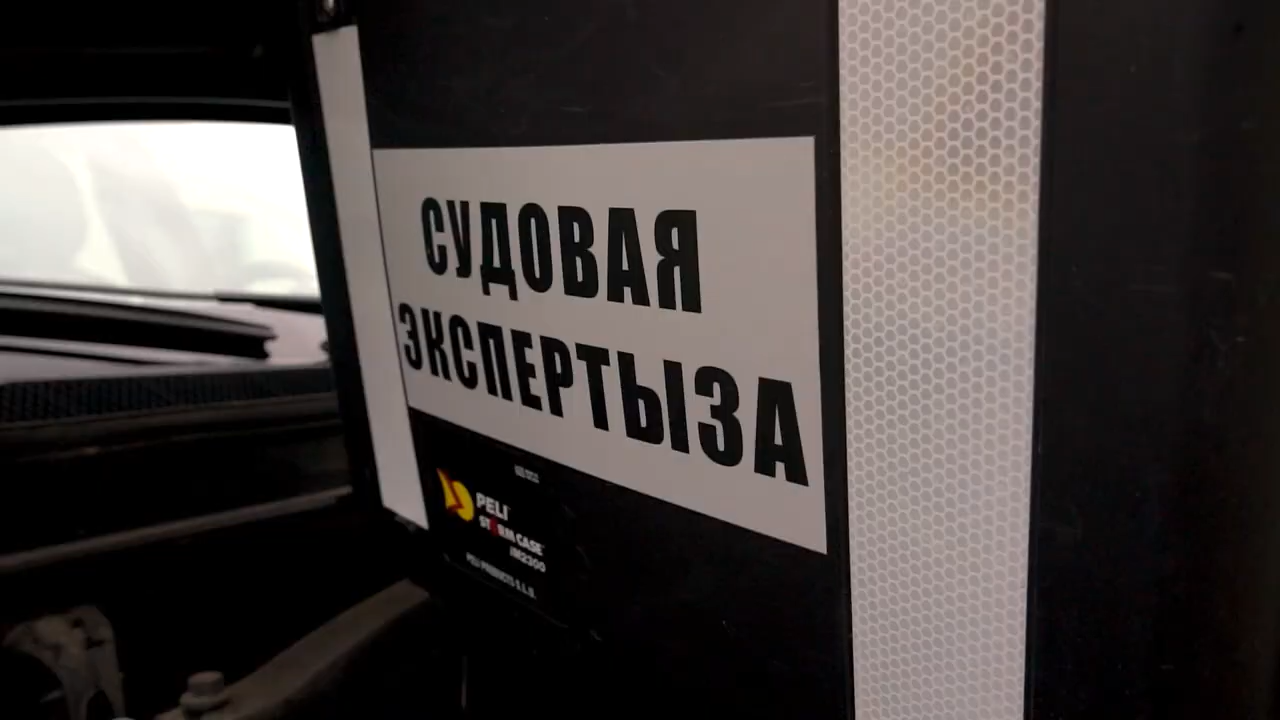 СУДОВАЯ
ЭКСПЕРТЫЗА
PELI
STORM CASE
iM2300
PELI PRODUCTS S.L.U.